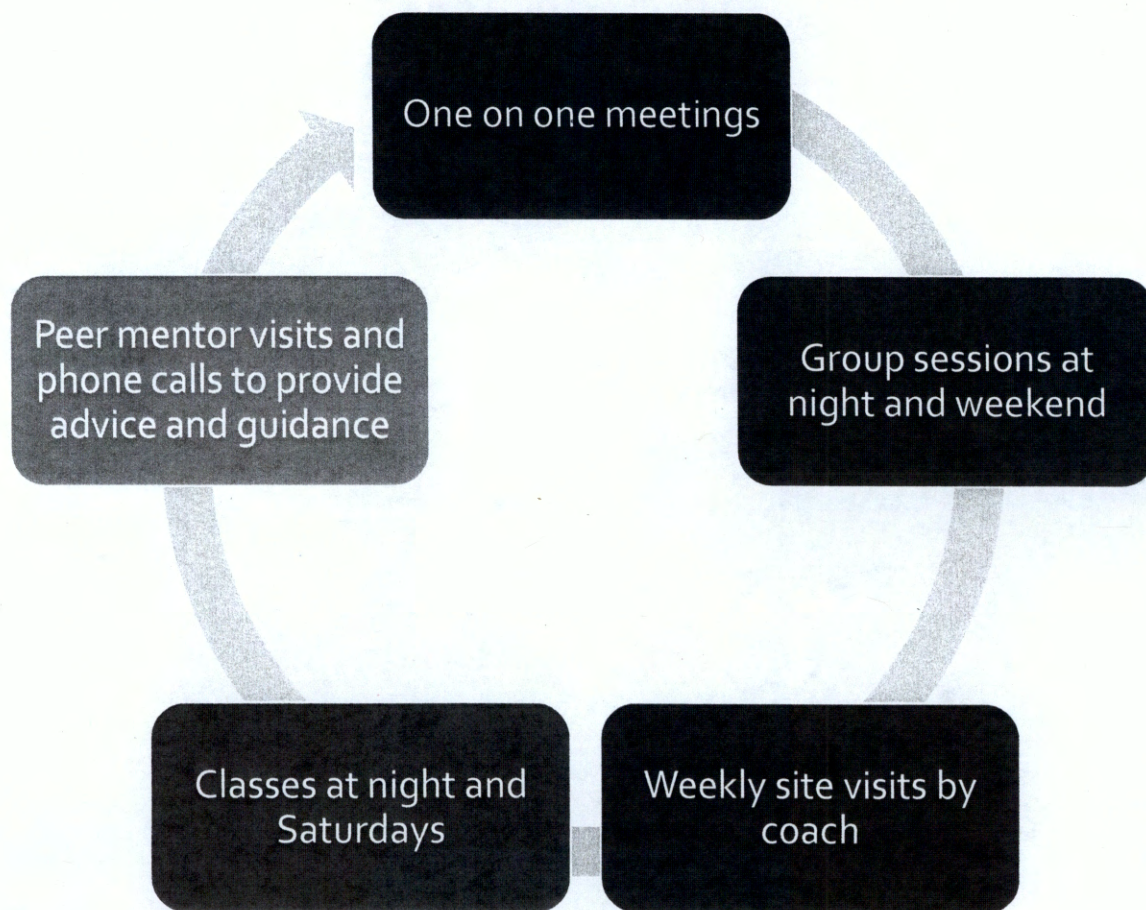 One on one meetings
Group sessions at
night and weekend
Weekly site visits by
coach
Classes at night and
Saturdays
Peer mentor visits and
phone calls to provide
advice and guidance